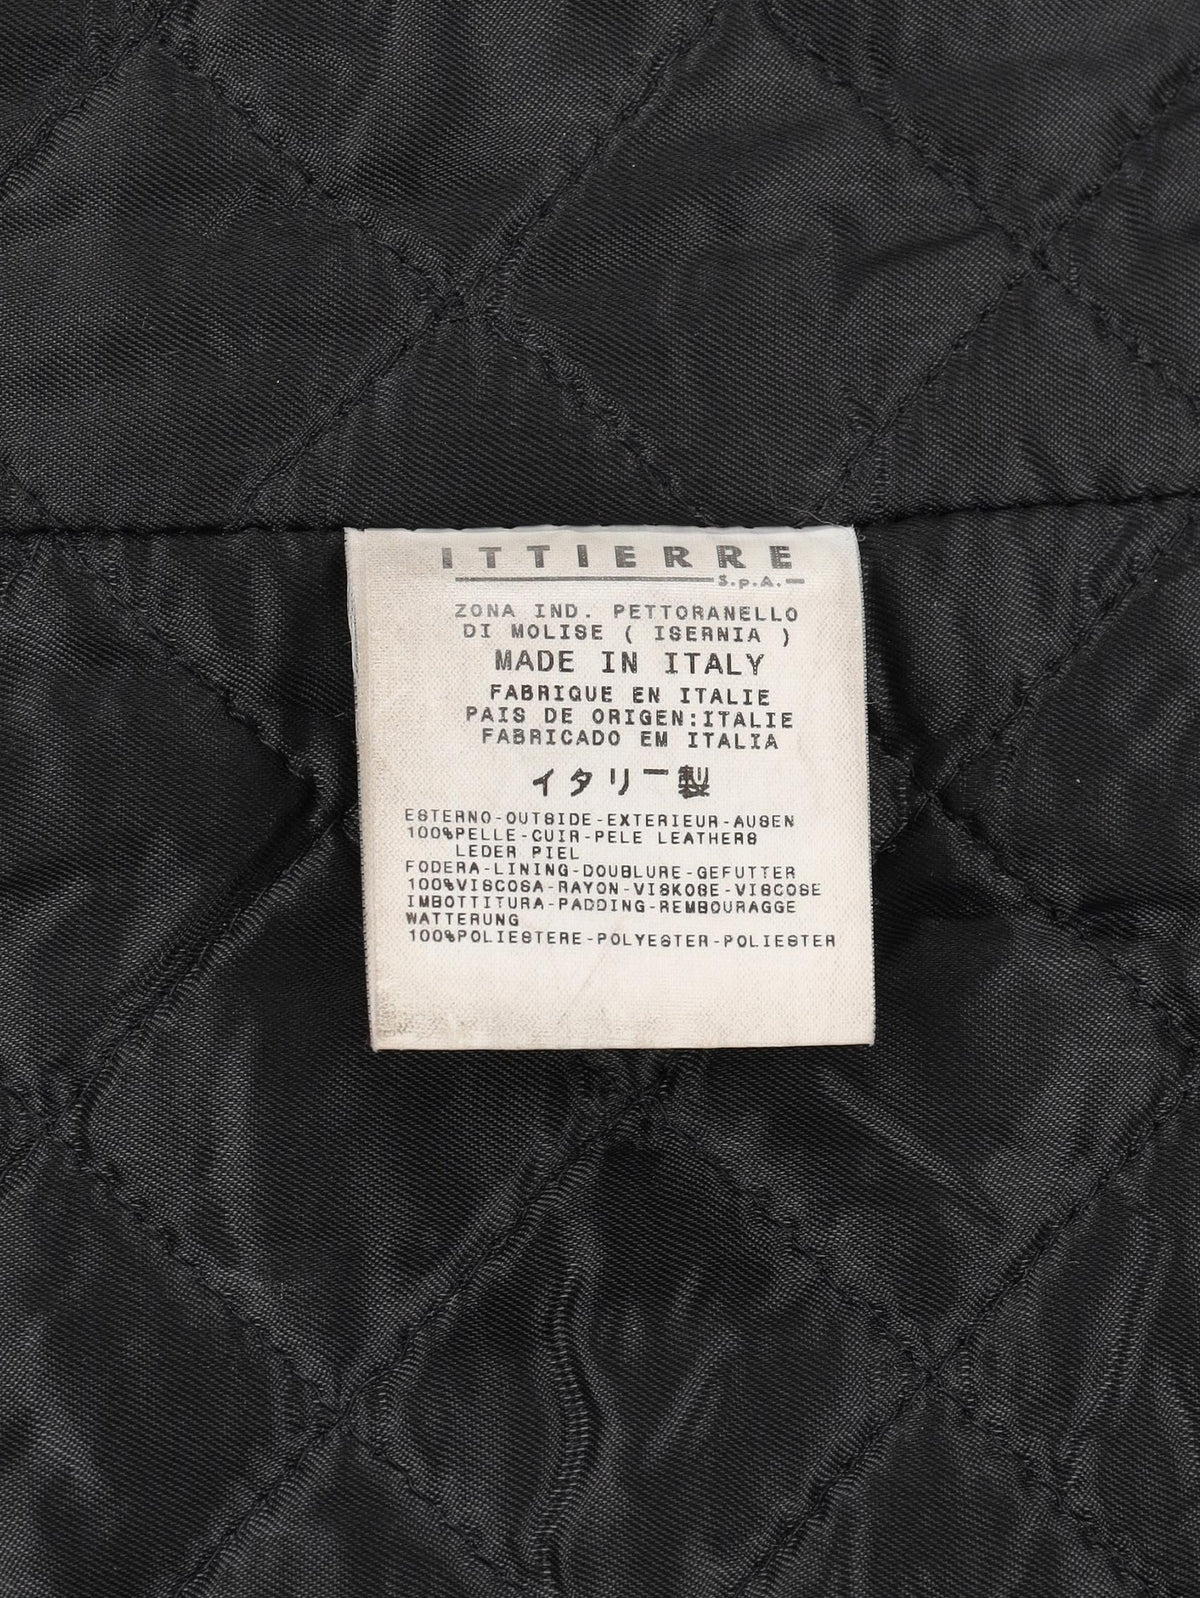 ITTIERRE
S.p.A.
ZONA IND. PETTORANELLO
DI MOLISE ( ISERNIA )
MADE IN ITALY
FABRIQUE EN ITALIE
PAIS DE ORIGEN:ITALIE
FABRICADO EM ITALIA
イタリー製
ESTERNO-OUTSIDE-EXTERIEUR-AUSEN
100%PELLE-CUIR-PELE LEATHERS
LEDER PIEL
FODERA-LINING-DOUBLURE-GEFUTTER
100%VISCOSA-RAYON-VISKOSE-VISCOSE
IMBOTTITURA-PADDING-REMBOURAGGE
WATTERUNG
100%POLIESTERE-POLYESTER-POLIESTER